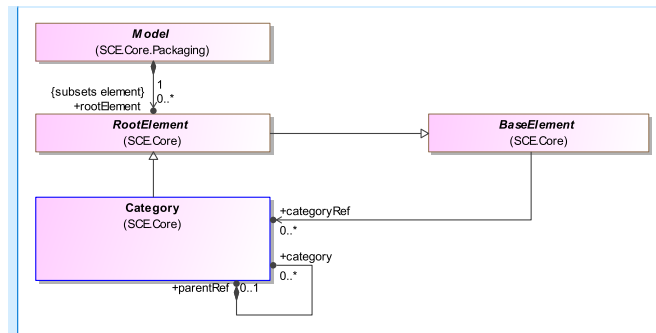 Model
(SCE.Core.Packaging)
1
{subsets element}
0..*
+rootElement
RootElement
(SCE.Core)
BaseElement
(SCE.Core)
Category
(SCE.Core)
+categoryRef
0..*
+category
0..*
+parentRef
0..1